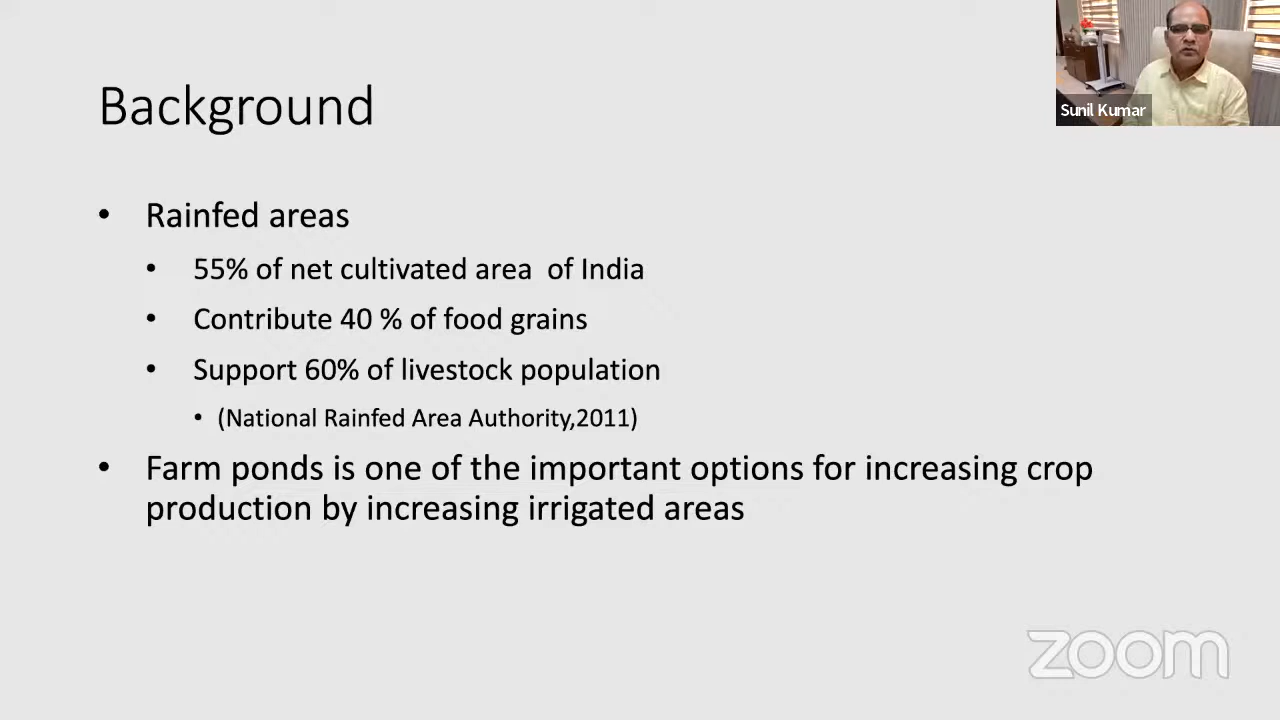 Background
Sunil Kumar
• Rainfed areas
• 55% of net cultivated area  of India
• Contribute 40 % of food grains
• Support 60% of livestock population
• (National Rainfed Area Authority,2011)
• Farm ponds is one of the important options for increasing crop
production by increasing irrigated areas
zoom